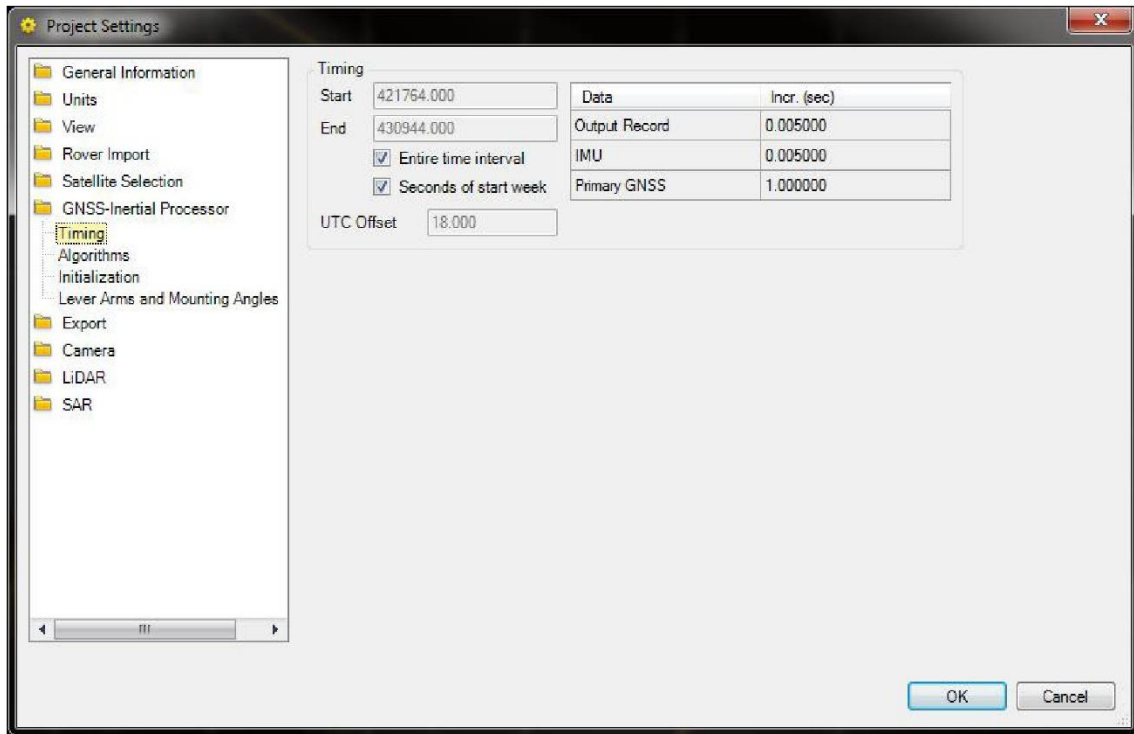 Project Settings
General Information
Units
View
Rover Import
Satellite Selection
GNSS-Inertial Processor
Timing
Algorithms
Initialization
Lever Arms and Mounting Angles
Export
Camera
LiDAR
SAR
Timing
Start 421764.000
End 430944.000
Entire time interval
Seconds of start week
UTC Offset 18.000
Data Incr. (sec)
Output Record 0.005000
IMU 0.005000
Primary GNSS 1.000000
OK Cancel